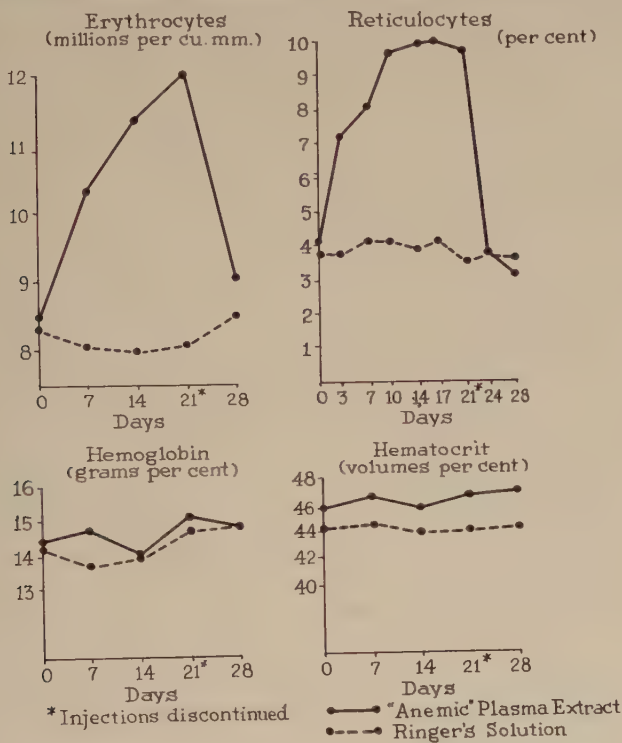 Erythrocytes
(millions per cu. mm.)
12
11
10
9
8
0 7 14 21* 28
Days
Reticulocytes
(per cent)
10
9
8
7
6
5
4
3
2
1
0 3 7 10 14 17 21* 24 28
Days
Hemoglobin
(grams per cent)
16
15
14
13
0 7 14 21* 28
Days
Hematocrit
(volumes per cent)
48
46
44
42
40
0 7 14 21* 28
Days
* Injections discontinued
"Anemic" Plasma Extract
Ringer's Solution